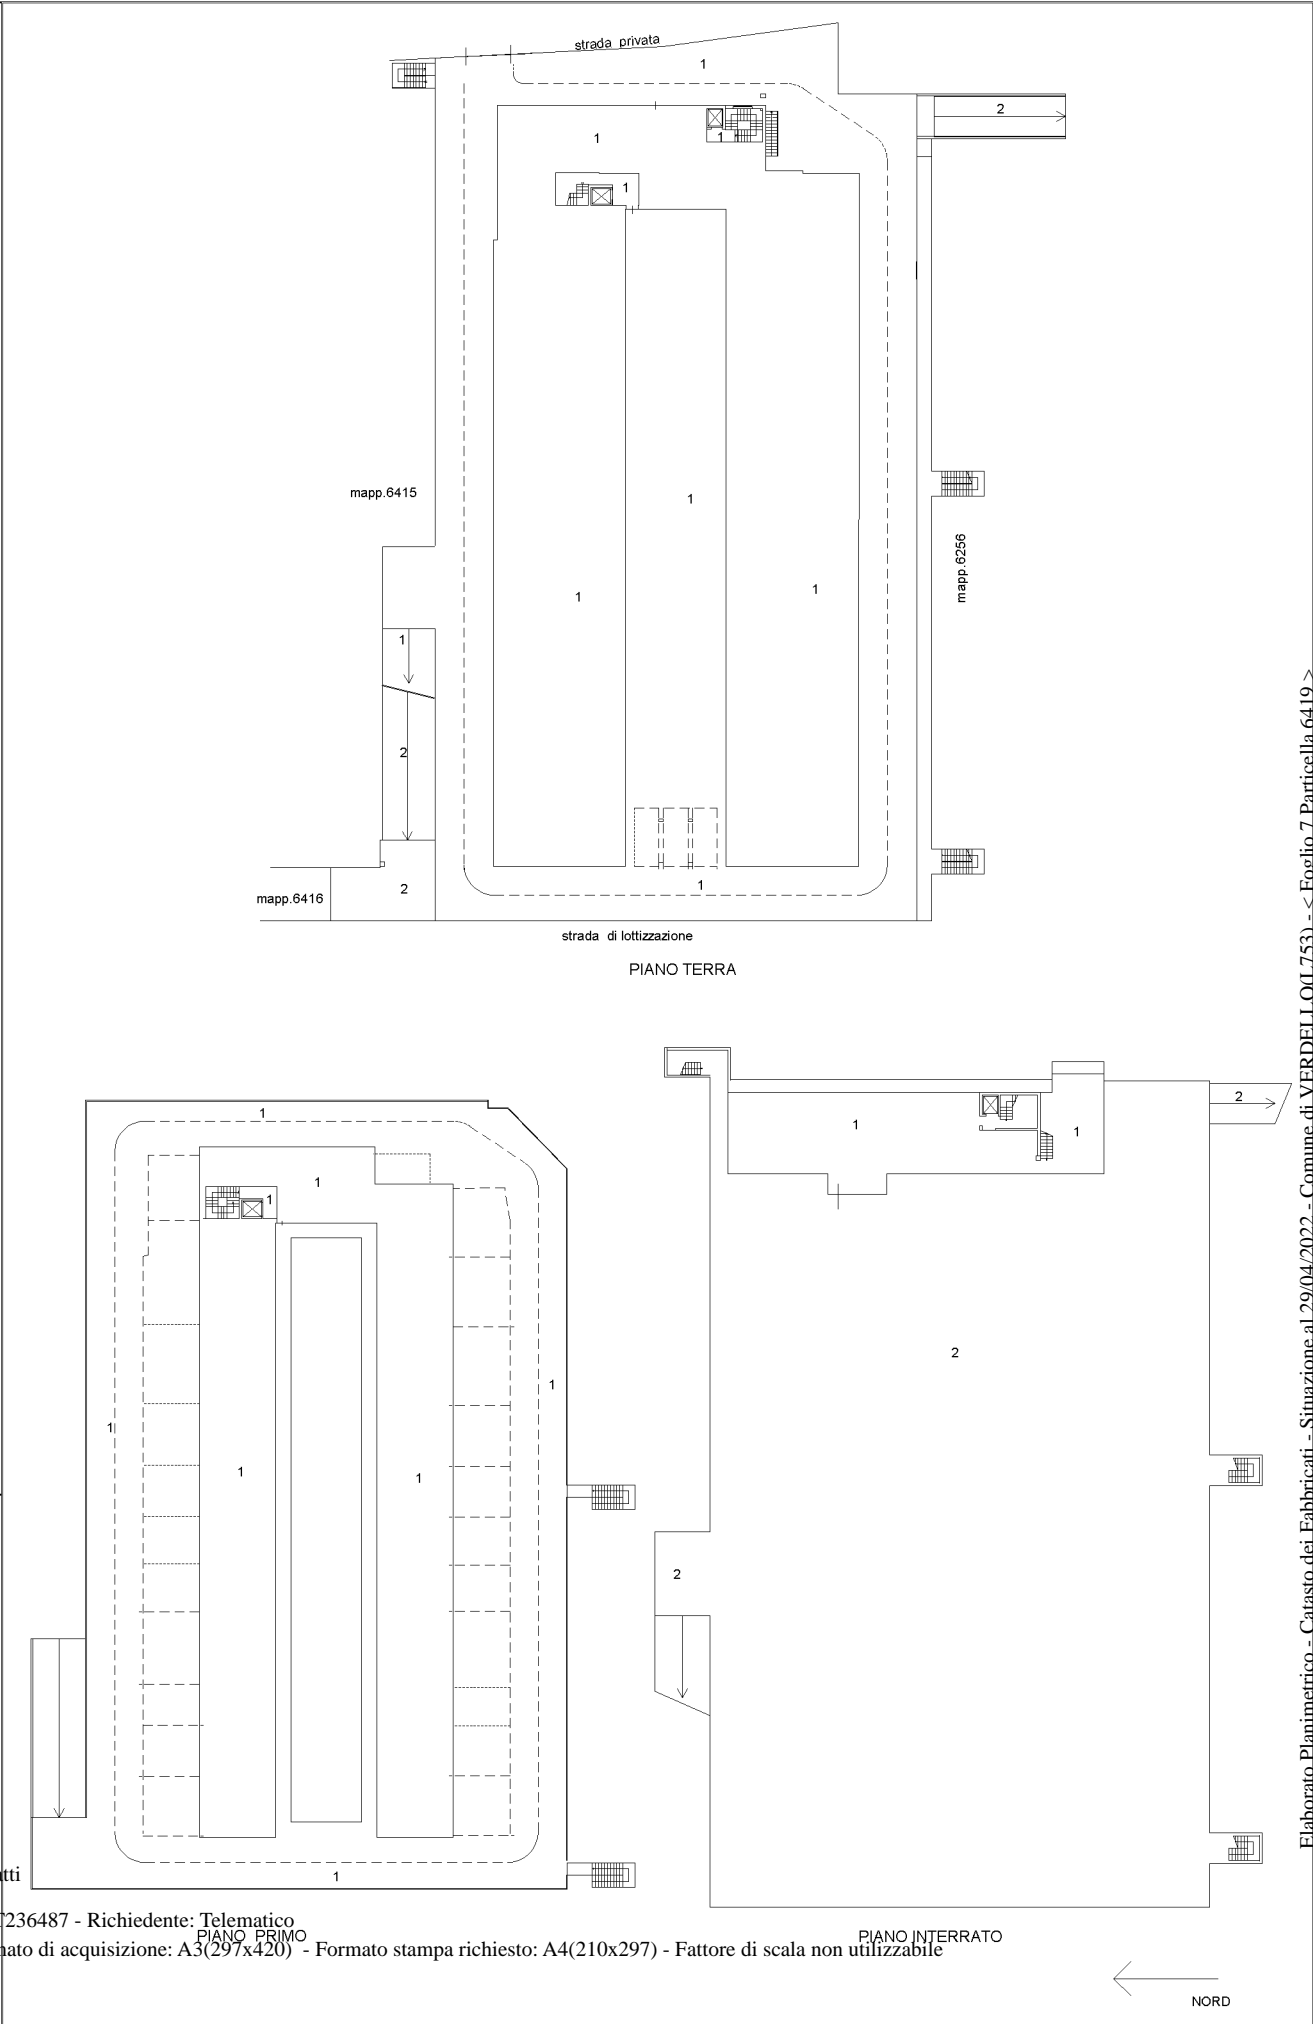 strada privata
1
2
1
1
1
mapp.6415
1
mapp.6256
1
1
1
2
2
1
mapp.6416
strada di lottizzazione
PIANO TERRA
1
1
1
1
1
1
1
1
PIANO PRIMO
2
1
1
2
2
PIANO INTERRATO
NORD
tti
T236487 - Richiedente: Telematico
mato di acquisizione: A3(297x420) - Formato stampa richiesto: A4(210x297) - Fattore di scala non utilizzabile
Elaborato Planimetrico - Catasto dei Fabbricati - Situazione al 29/04/2022 - Comune di VERDELLO(L753) - < Foglio 7 Particella 6419 >